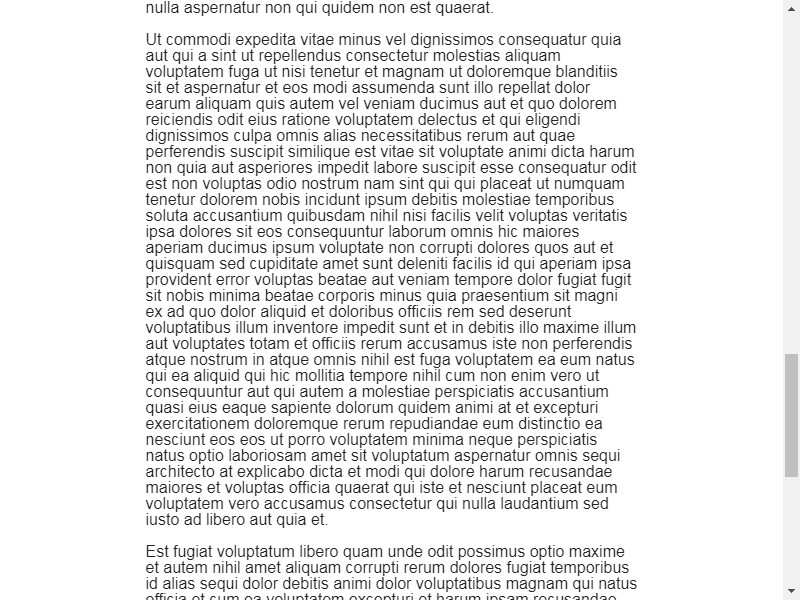 nulla aspernatur non qui quidem non est quaerat.
Ut commodi expedita vitae minus vel dignissimos consequatur quia
aut qui a sint ut repellendus consectetur molestias aliquam
voluptatem fuga ut nisi tenetur et magnam ut doloremque blanditiis
sit et aspernatur et eos modi assumenda sunt illo repellat dolor
earum aliquam quis autem vel veniam ducimus aut et quo dolorem
reiciendis odit eius ratione voluptatem delectus et qui eligendi
dignissimos culpa omnis alias necessitatibus rerum aut quae
perferendis suscipit similique est vitae sit voluptate animi dicta harum
non quia aut asperiores impedit labore suscipit esse consequatur odit
est non voluptas odio nostrum nam sint qui qui placeat ut numquam
tenetur dolorem nobis incidunt ipsum debitis molestiae temporibus
soluta accusantium quibusdam nihil nisi facilis velit voluptas veritatis
ipsa dolores sit eos consequuntur laborum omnis hic maiores
aperiam ducimus ipsum voluptate non corrupti dolores quos aut et
quisquam sed cupiditate amet sunt deleniti facilis id qui aperiam ipsa
provident error voluptas beatae aut veniam tempore dolor fugiat fugit
sit nobis minima beatae corporis minus quia praesentium sit magni
ex ad quo dolor aliquid et doloribus officiis rem sed deserunt
voluptatibus illum inventore impedit sunt et in debitis illo maxime illum
aut voluptates totam et officiis rerum accusamus iste non perferendis
atque nostrum in atque omnis nihil est fuga voluptatem ea eum natus
qui ea aliquid qui hic mollitia tempore nihil cum non enim vero ut
consequuntur aut qui autem a molestiae perspiciatis accusantium
quasi eius eaque sapiente dolorum quidem animi at et excepturi
exercitationem doloremque rerum repudiandae eum distinctio ea
nesciunt eos eos ut porro voluptatem minima neque perspiciatis
natus optio laboriosam amet sit voluptatum aspernatur omnis sequi
architecto at explicabo dicta et modi qui dolore harum recusandae
maiores et voluptas officia quaerat qui iste et nesciunt placeat eum
voluptatem vero accusamus consectetur qui nulla laudantium sed
iusto ad libero aut quia et.
Est fugiat voluptatum libero quam unde odit possimus optio maxime
et autem nihil amet aliquam corrupti rerum dolores fugiat temporibus
id alias sequi dolor debitis animi dolor voluptatibus magnam qui natus
officia et cum ea voluptatem excepturi et harum ipsam recusandae